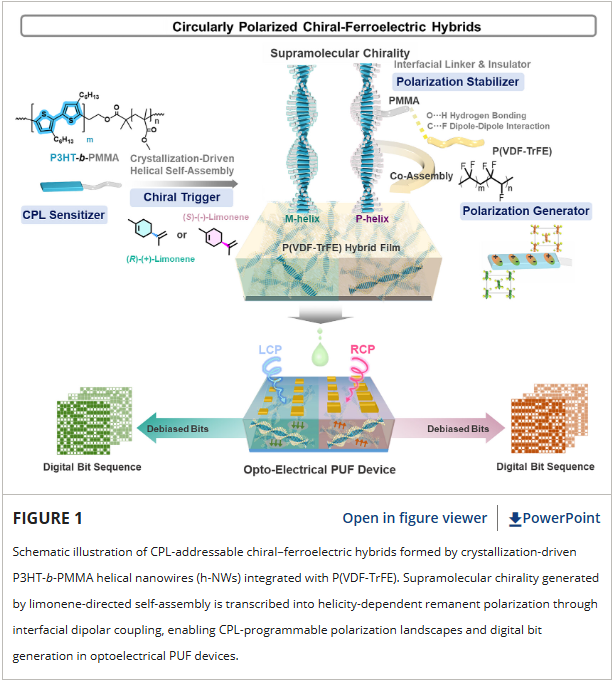 Circularly Polarized Chiral-Ferroelectric Hybrids
Supramolecular Chirality
Interfacial Linker & Insulator
Polarization Stabilizer
PMMA
O···H Hydrogen Bonding
C···F Dipole-Dipole Interaction
P(VDF-TrFE)
C6H13
S
S
C6H13
m
O
O
O
O
n
P3HT-b-PMMA
Crystallization-Driven
Helical Self-Assembly
Chiral Trigger
CPL Sensitizer
(R)-(+)-Limonene
or
(S)-(-)-Limonene
M-helix
P-helix
P(VDF-TrFE) Hybrid Film
Co-Assembly
F F F F
F
m
n
Polarization Generator
LCP
RCP
Debiased Bits
Debiased Bits
Digital Bit Sequence
Opto-Electrical PUF Device
Digital Bit Sequence
FIGURE 1
Open in figure viewer
PowerPoint
Schematic illustration of CPL-addressable chiral–ferroelectric hybrids formed by crystallization-driven
P3HT-b-PMMA helical nanowires (h-NWs) integrated with P(VDF-TrFE). Supramolecular chirality generated
by limonene-directed self-assembly is transcribed into helicity-dependent remanent polarization through
interfacial dipolar coupling, enabling CPL-programmable polarization landscapes and digital bit
generation in optoelectrical PUF devices.